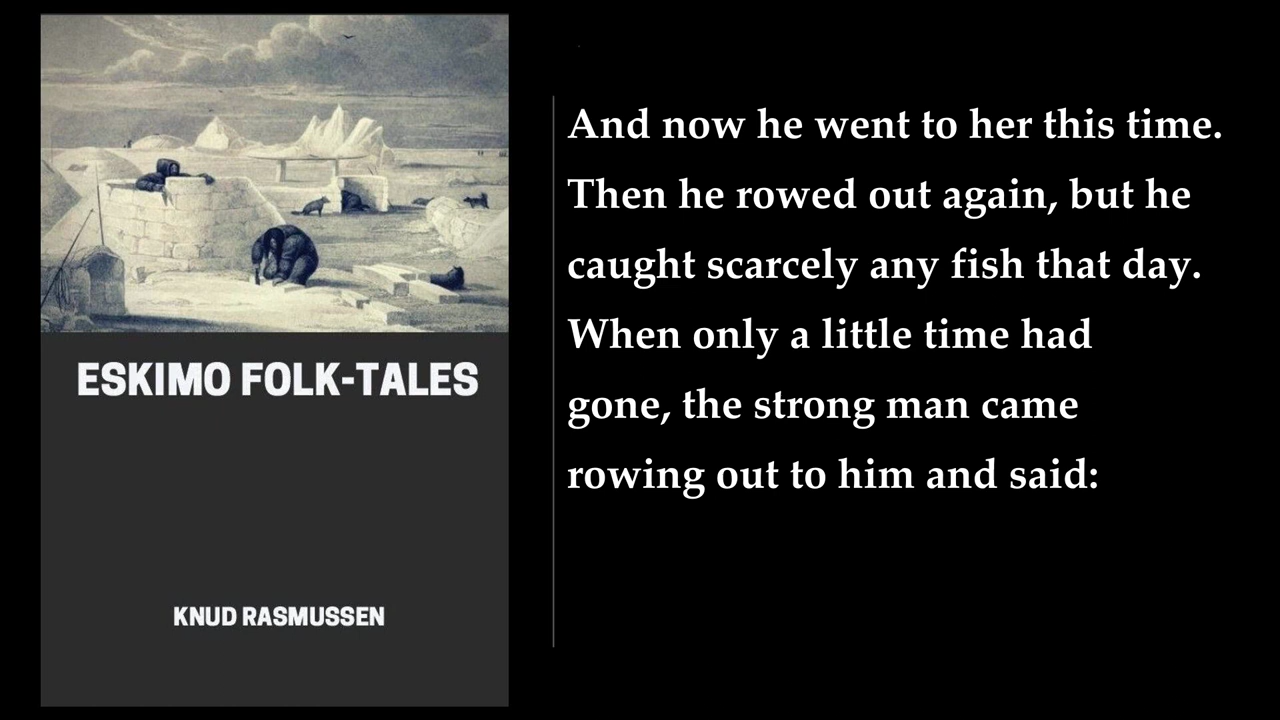 ESKIMO FOLK-TALES
KNUD RASMUSSEN
And now he went to her this time.
Then he rowed out again, but he
caught scarcely any fish that day.
When only a little time had
gone, the strong man came
rowing out to him and said: